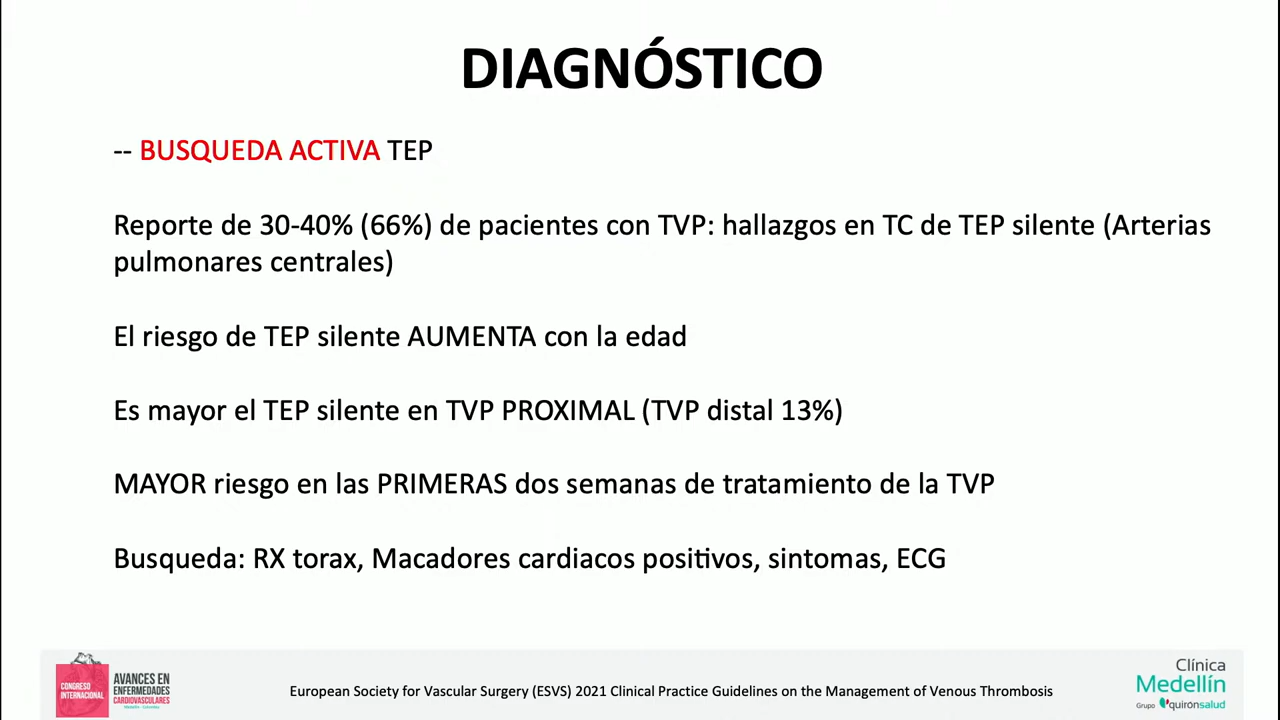 DIAGNÓSTICO
-- BUSQUEDA ACTIVA TEP
Reporte de 30-40% (66%) de pacientes con TVP: hallazgos en TC de TEP silente (Arterias
pulmonares centrales)
El riesgo de TEP silente AUMENTA con la edad
Es mayor el TEP silente en TVP PROXIMAL (TVP distal 13%)
MAYOR riesgo en las PRIMERAS dos semanas de tratamiento de la TVP
Busqueda: RX torax, Macadores cardiacos positivos, sintomas, ECG
CONGRESO
INTERNACIONAL
AVANCES EN
ENFERMEDADES
CARDIOVASCULARES
Medellín - Colombia
European Society for Vascular Surgery (ESVS) 2021 Clinical Practice Guidelines on the Management of Venous Thrombosis
Clínica
Medellín
Grupo quirónsalud